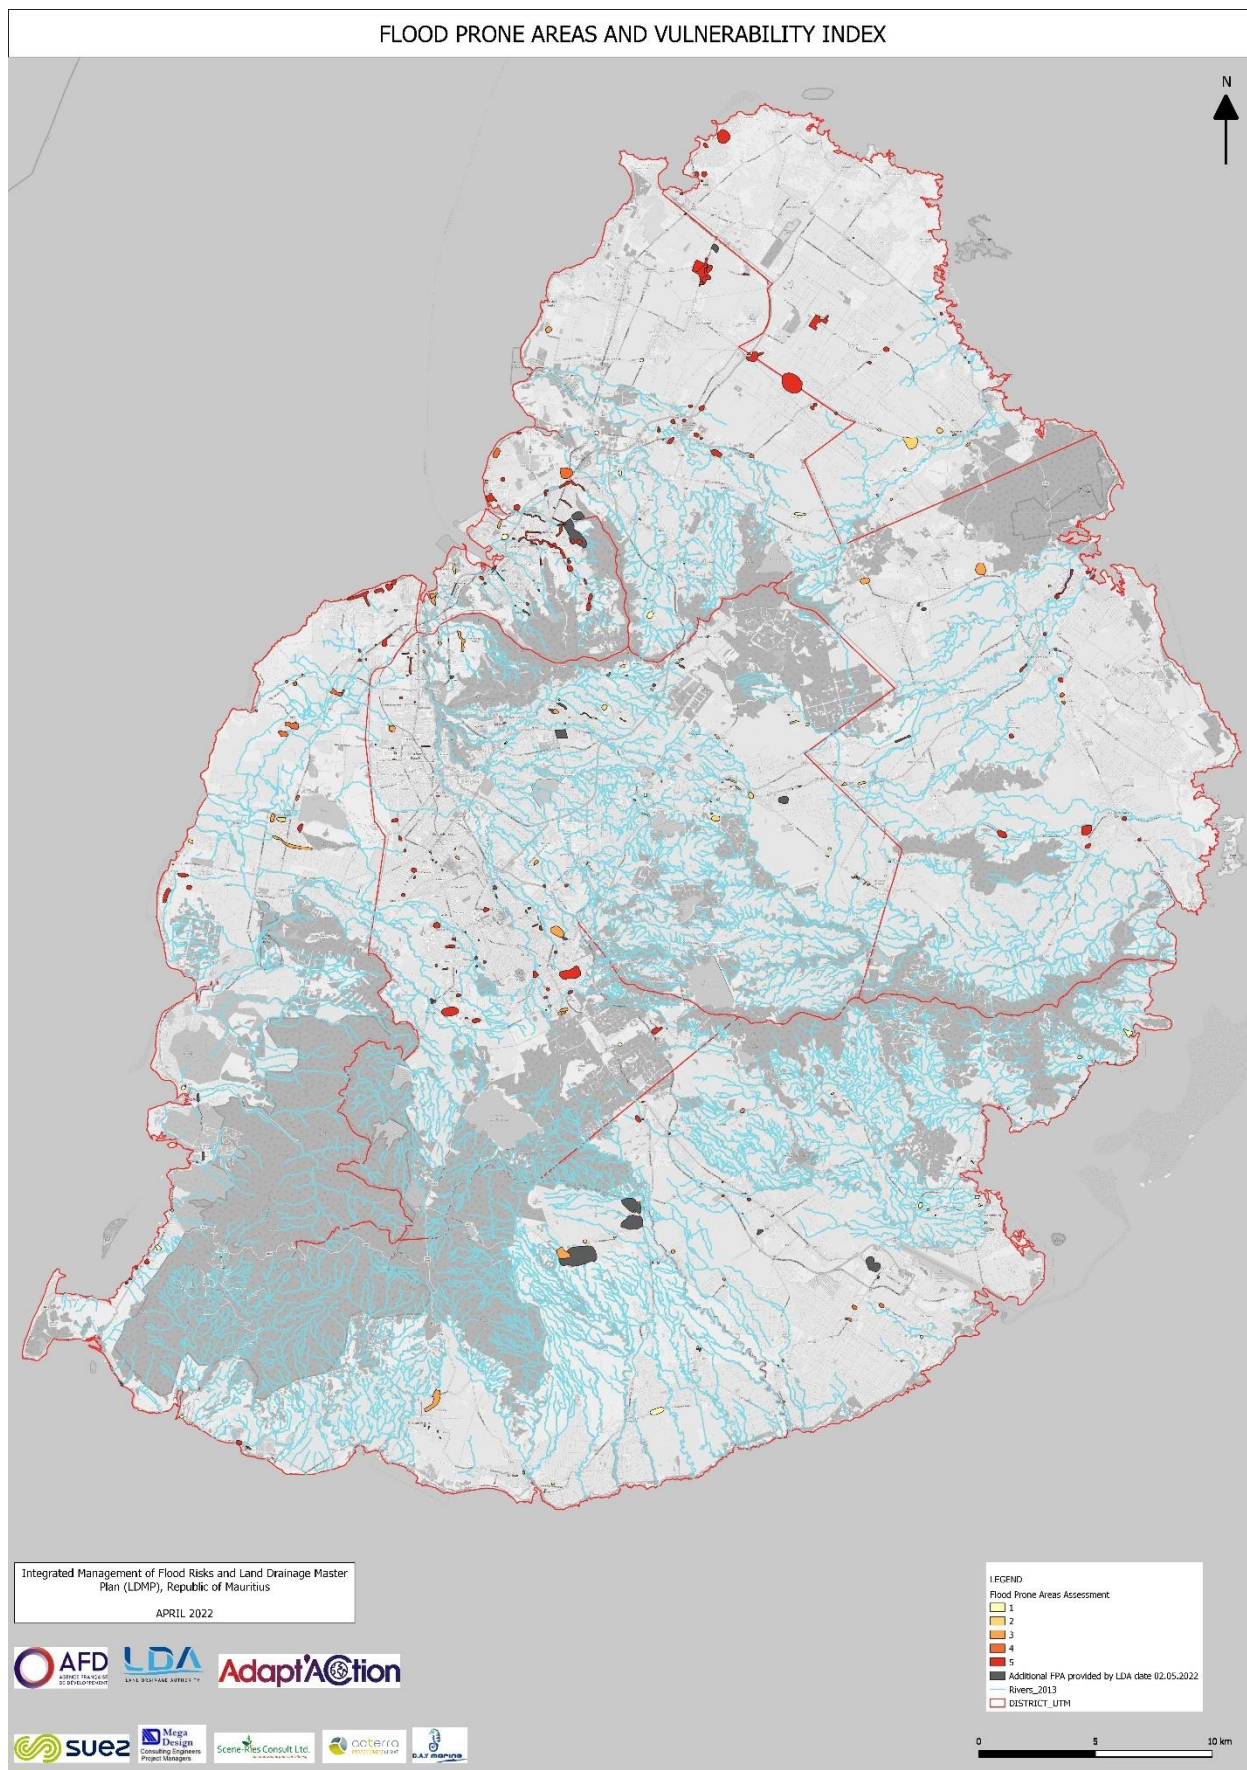 FLOOD PRONE AREAS AND VULNERABILITY INDEX
N
Integrated Management of Flood Risks and Land Drainage Master
Plan (LDMP), Republic of Mauritius
APRIL 2022
AFD
AGENCE FRANÇAISE
DE DÉVELOPPEMENT
LDA
LAND DRAINAGE AUTHORITY
Adapt'Action
suez
Mega
Design
Consulting Engineers
Project Managers
Scene-Ries Consult Ltd.
acterra
D.A.Y marine
LEGEND
Flood Prone Areas Assessment
1
2
3
4
5
Additional FPA provided by LDA date 02.05.2022
Rivers_2013
DISTRICT_UTM
0 5 10 km